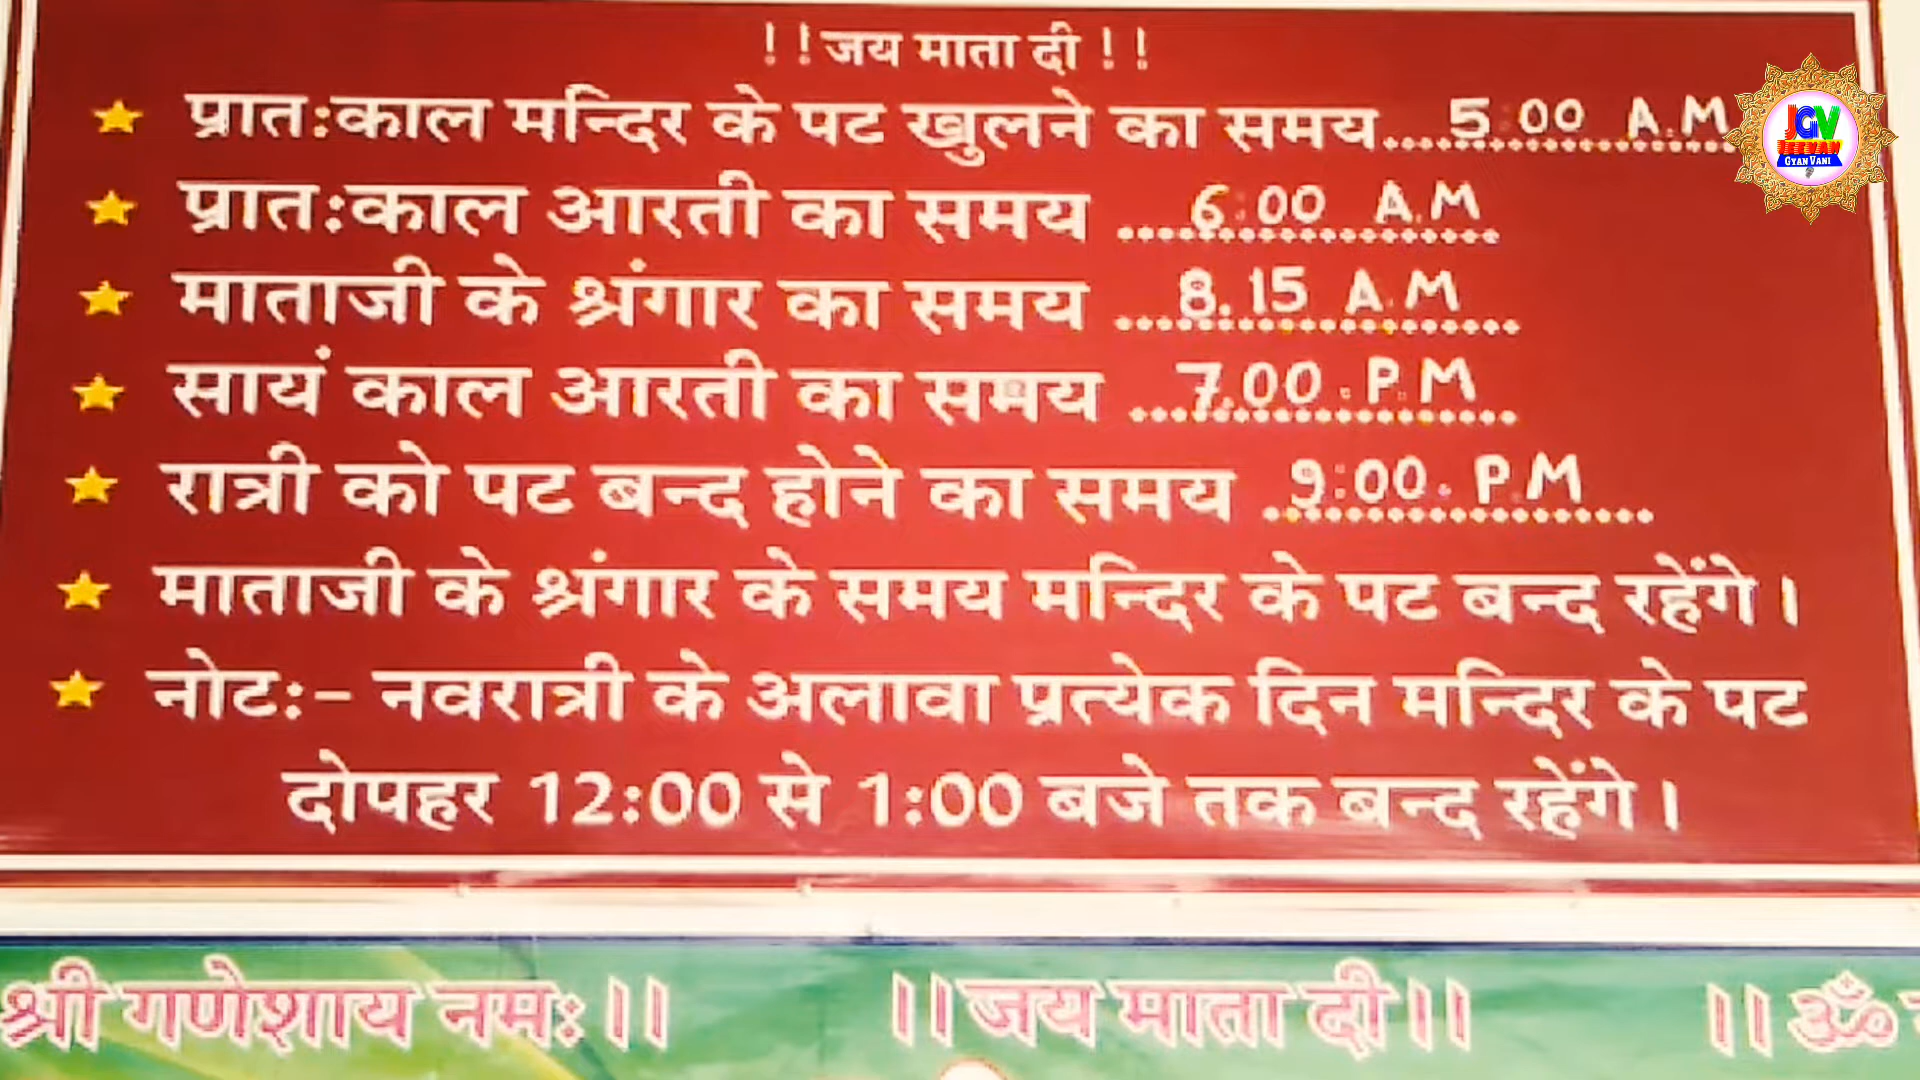 !!जय माता दी!!
प्रात:काल मन्दिर के पट खुलने का समय....5:00 A.M
प्रात:काल आरती का समय ....6:00 A.M
माताजी के श्रंगार का समय ....8.15 A.M
सायं काल आरती का समय ....7.00.P.M
रात्री को पट बन्द होने का समय ....9:00.P.M
माताजी के श्रंगार के समय मन्दिर के पट बन्द रहेंगे।
नोट:- नवरात्री के अलावा प्रत्येक दिन मन्दिर के पट
दोपहर 12:00 से 1:00 बजे तक बन्द रहेंगे।
श्री गणेशाय नम:।। ।।जय माता दी।। ।।ॐ
JGV
JEEVAN
GYAN VANI